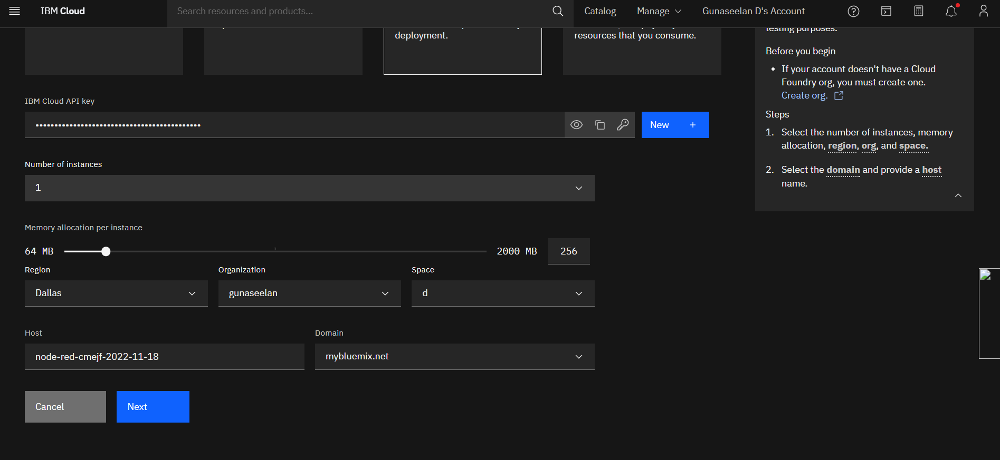 IBM Cloud
Search resources and products...
Catalog
Manage
Gunaseelan D's Account
deployment.
resources that you consume.
testing purposes.
Before you begin
If your account doesn't have a Cloud
Foundry org, you must create one.
Create org.
Steps
1. Select the number of instances, memory
allocation, region, org, and space.
2. Select the domain and provide a host
name.
IBM Cloud API key
••••••••••••••••••••••••••••••••••••••••••••
New +
Number of instances
1
Memory allocation per instance
64 MB
2000 MB
256
Region
Organization
Space
Dallas
gunaseelan
d
Host
Domain
node-red-cmejf-2022-11-18
mybluemix.net
Cancel
Next